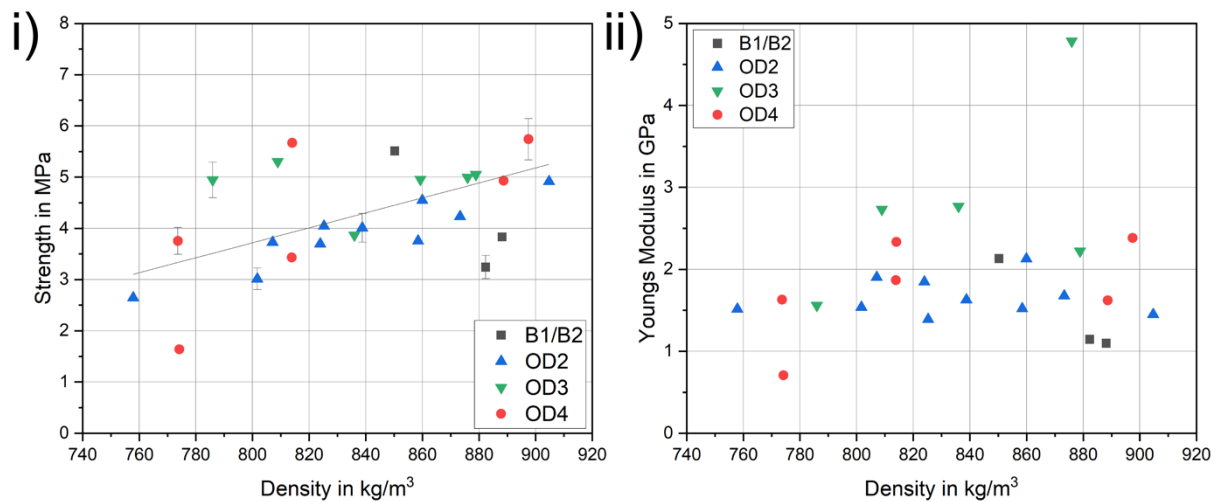 i)
8
7
6
5
4
3
2
1
0
Strength in MPa
740 760 780 800 820 840 860 880 900 920
Density in kg/m³
B1/B2
OD2
OD3
OD4
ii)
5
4
3
2
1
0
Youngs Modulus in GPa
740 760 780 800 820 840 860 880 900 920
Density in kg/m³
B1/B2
OD2
OD3
OD4